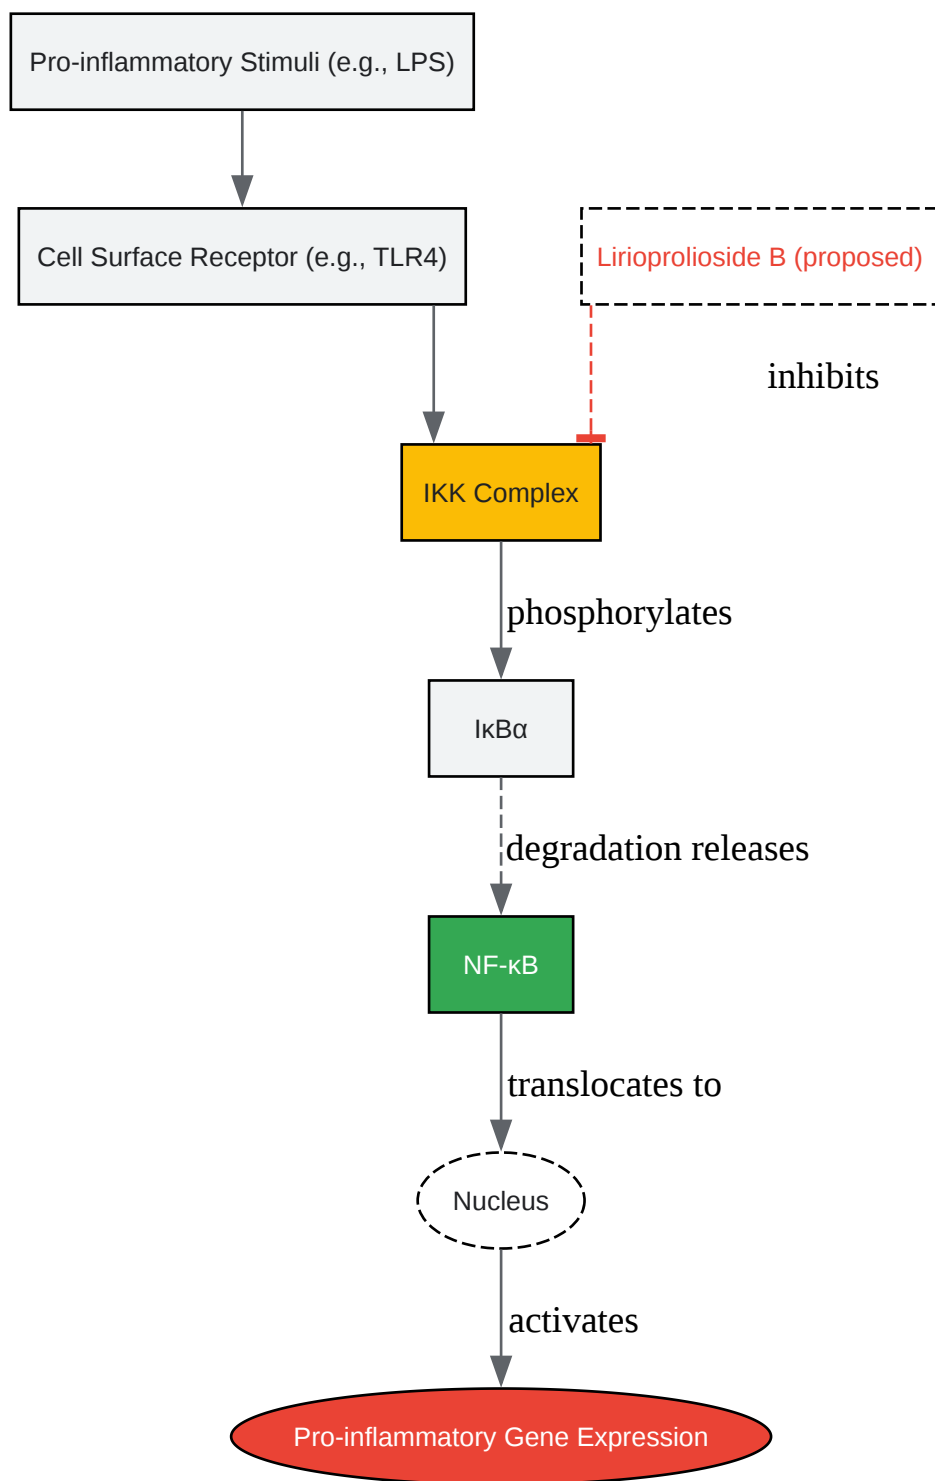 Pro-inflammatory Stimuli (e.g., LPS)
Cell Surface Receptor (e.g., TLR4)
Lirioprolioside B (proposed)
inhibits
IKK Complex
phosphorylates
IκBα
degradation releases
NF-κB
translocates to
Nucleus
activates
Pro-inflammatory Gene Expression